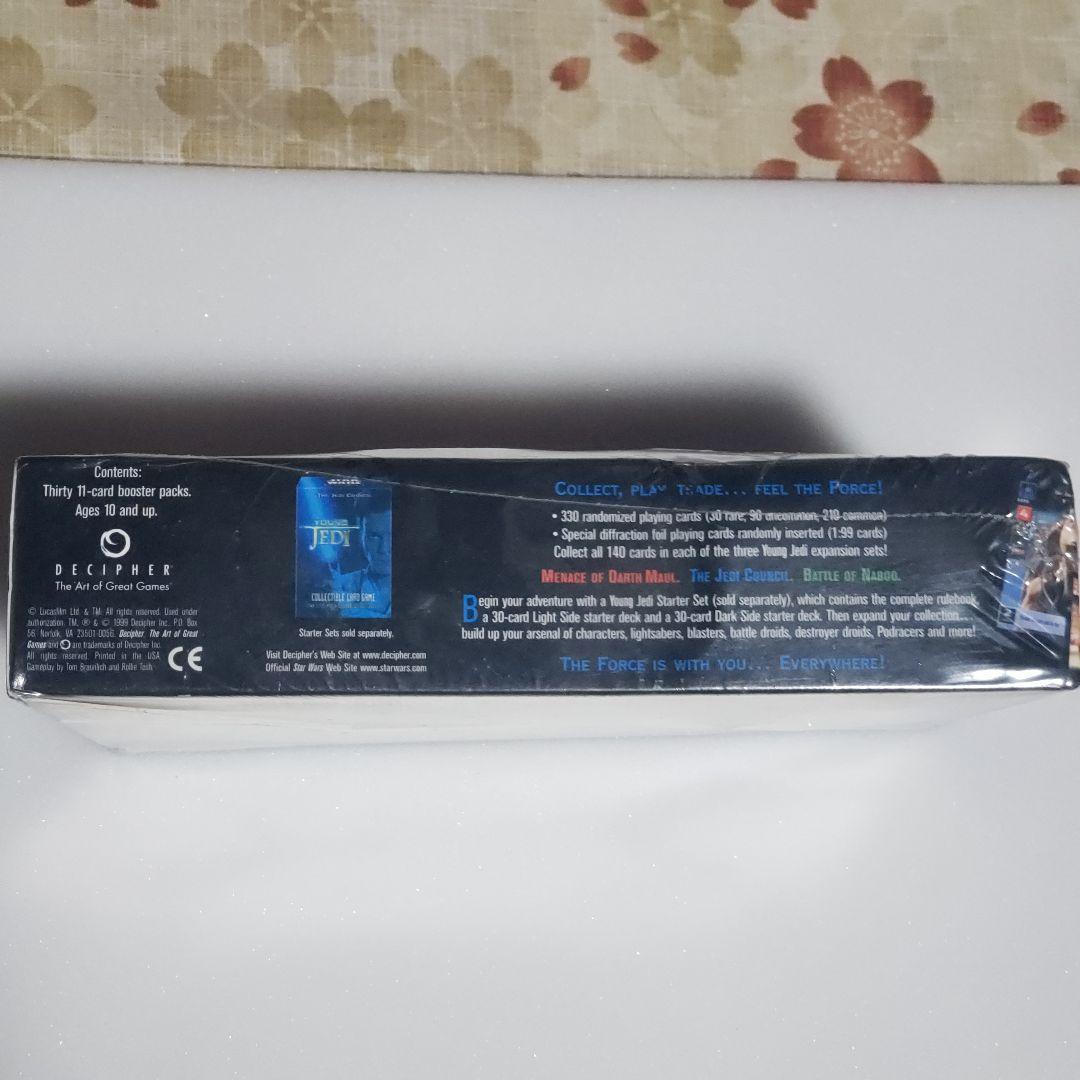 Contents:
Thirty 11-card booster packs.
Ages 10 and up.
DECIPHER
The Art of Great Games
© Lucasfilm Ltd. & TM. All rights reserved. Used under
authorization. TM, ® & © 1999 Decipher Inc. P.O. Box
56, Norfolk, VA 23501-0056. Decipher, The Art of Great
Games and are trademarks of Decipher Inc.
All rights reserved. Printed in the USA.
Gameplay by Tom Braunlich and Rollie Tesh.
CE
STAR WARS
THE JEDI COUNCIL
YOUNG
JEDI
COLLECTIBLE CARD GAME
Starter Sets sold separately.
Visit Decipher's Web Site at www.decipher.com
Official Star Wars Web Site www.starwars.com
COLLECT, PLAY TRADE... FEEL THE FORCE!
• 330 randomized playing cards (30 rare, 90 uncommon, 210 common)
• Special diffraction foil playing cards randomly inserted (1:99 cards)
Collect all 140 cards in each of the three Young Jedi expansion sets!
MENACE OF DARTH MAUL. THE JEDI COUNCIL. BATTLE OF NABOO.
Begin your adventure with a Young Jedi Starter Set (sold separately), which contains the complete rulebook,
a 30-card Light Side starter deck and a 30-card Dark Side starter deck. Then expand your collection...
build up your arsenal of characters, lightsabers, blasters, battle droids, destroyer droids, Podracers and more!
THE FORCE IS WITH YOU... EVERYWHERE!
4